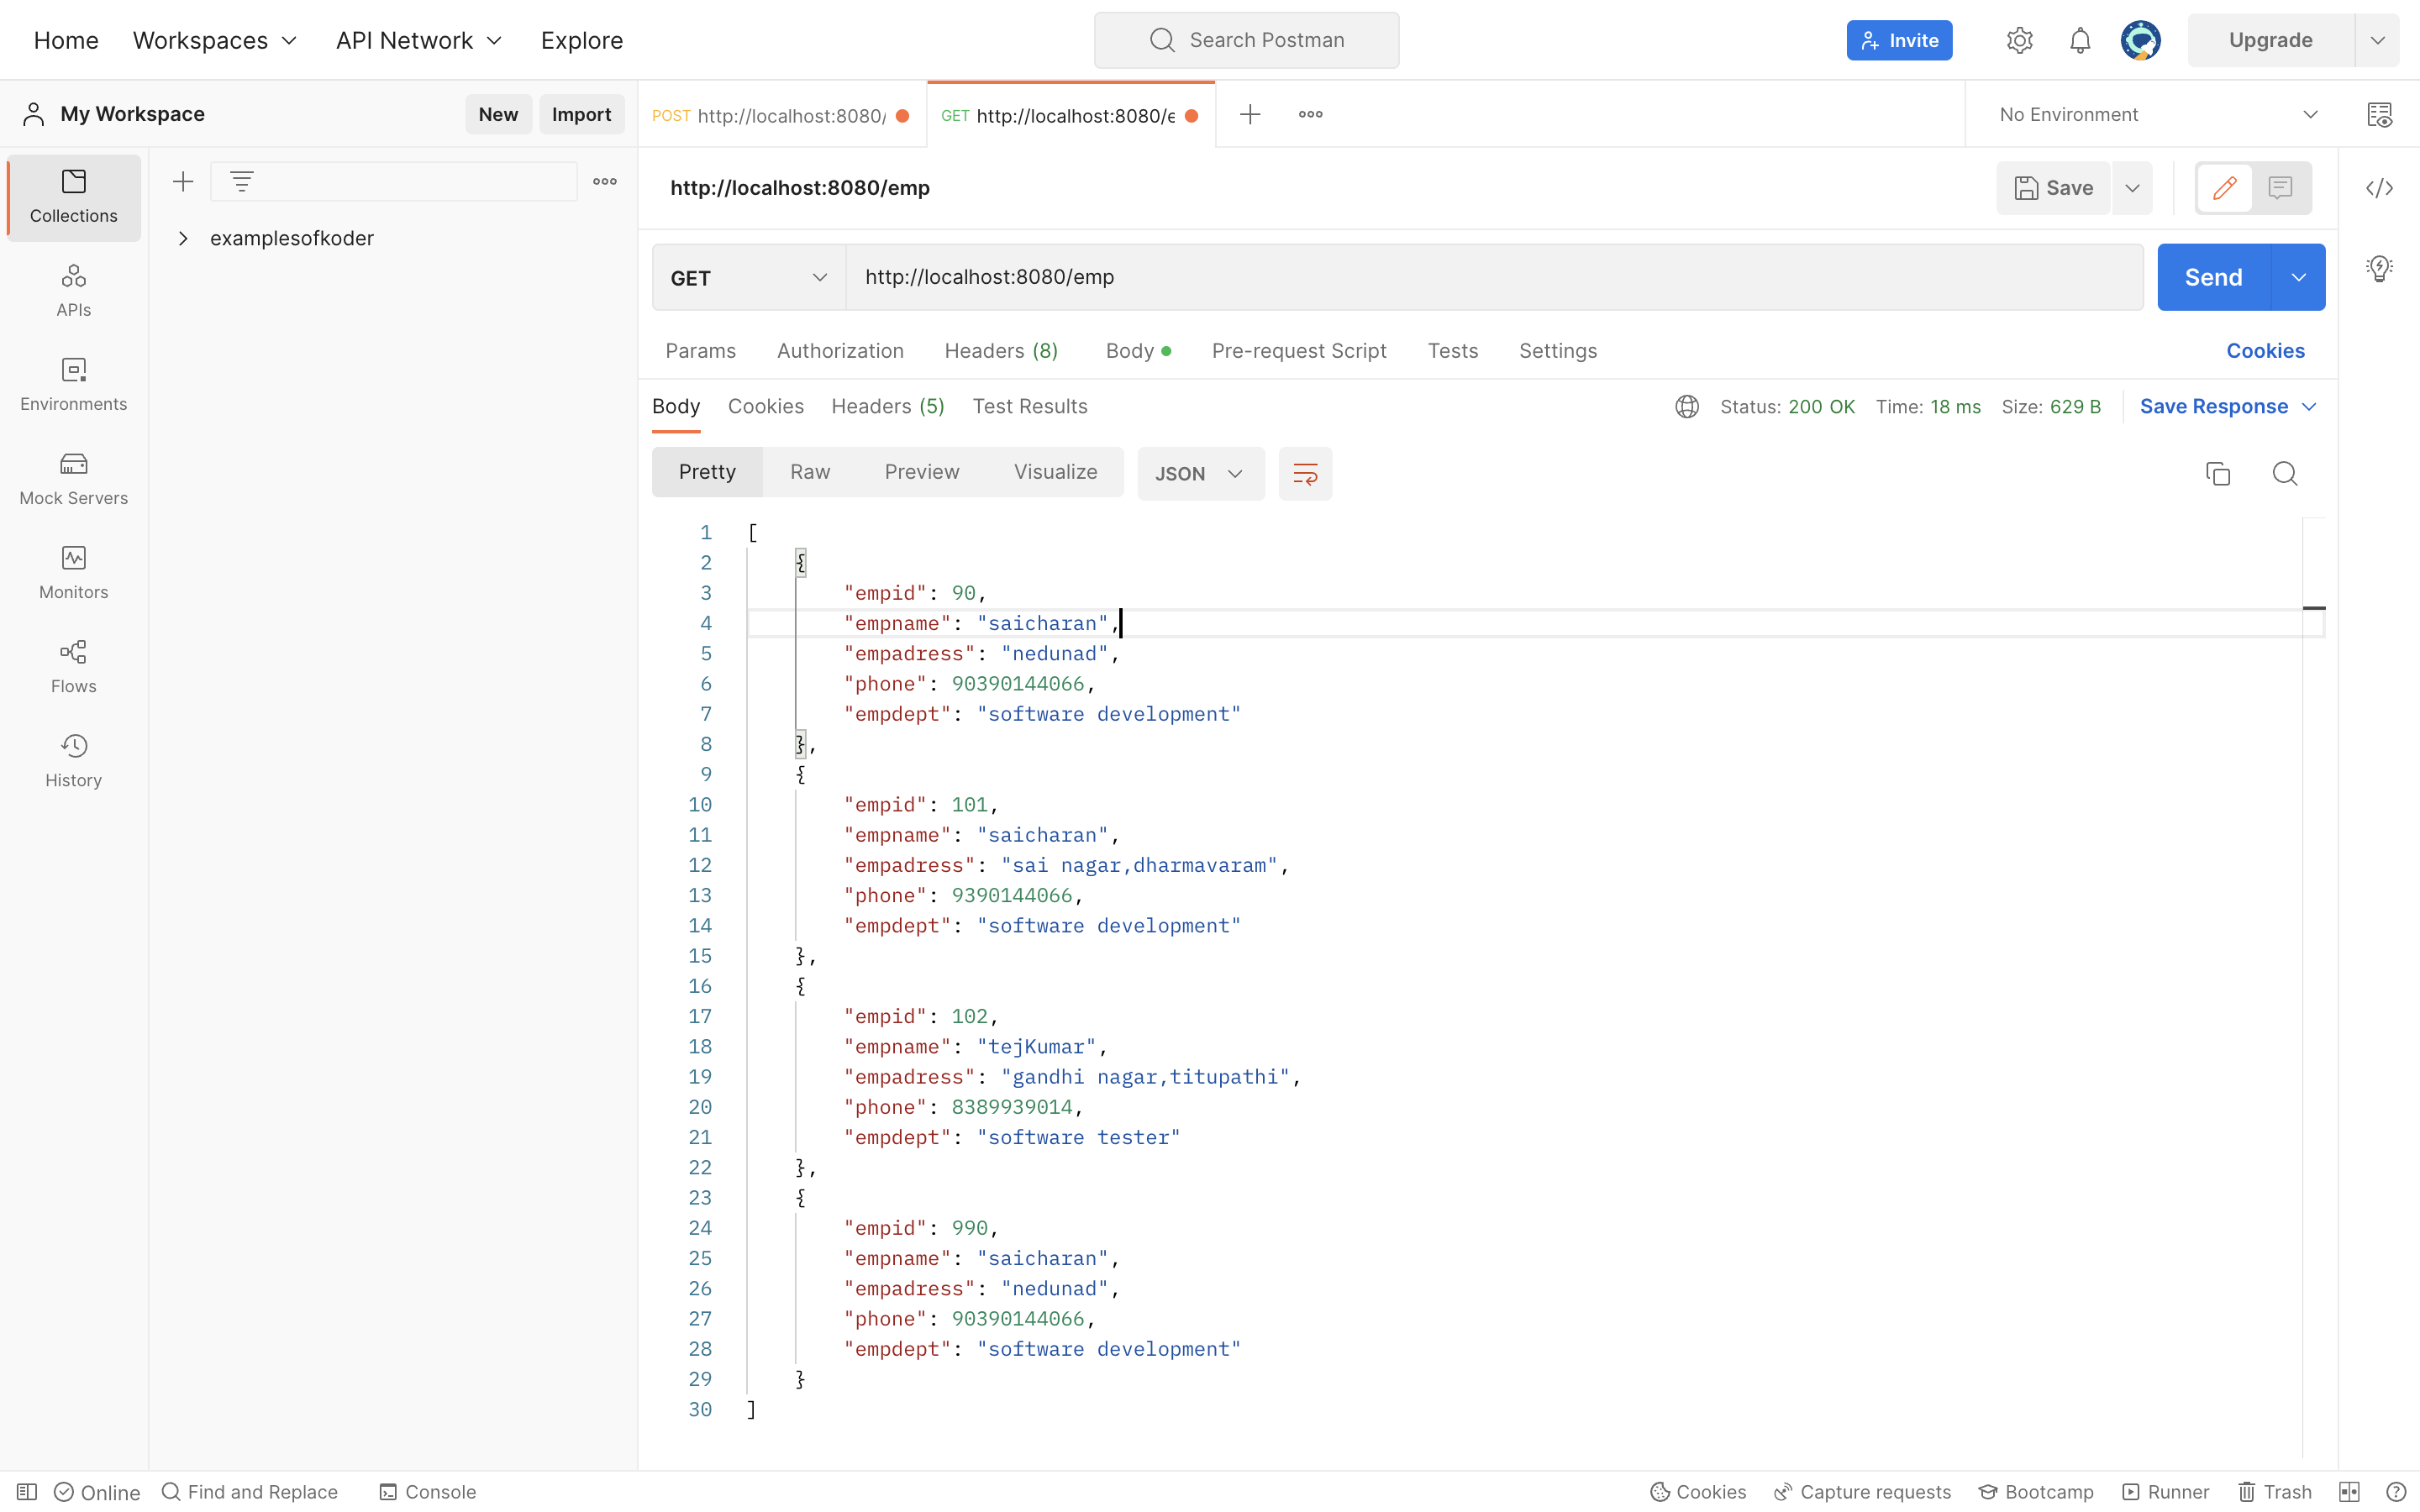 Home Workspaces API Network Explore Search Postman Invite Upgrade
My Workspace New Import POST http://localhost:8080/ GET http://localhost:8080/e No Environment
Collections
examplesofkoder
APIs
Environments
Mock Servers
Monitors
Flows
History
http://localhost:8080/emp Save
GET http://localhost:8080/emp Send
Params Authorization Headers (8) Body Pre-request Script Tests Settings Cookies
Body Cookies Headers (5) Test Results Status: 200 OK Time: 18 ms Size: 629 B Save Response
Pretty Raw Preview Visualize JSON
1 [
2 {
3 "empid": 90,
4 "empname": "saicharan",
5 "empadress": "nedunad",
6 "phone": 90390144066,
7 "empdept": "software development"
8 },
9 {
10 "empid": 101,
11 "empname": "saicharan",
12 "empadress": "sai nagar,dharmavaram",
13 "phone": 9390144066,
14 "empdept": "software development"
15 },
16 {
17 "empid": 102,
18 "empname": "tejKumar",
19 "empadress": "gandhi nagar,titupathi",
20 "phone": 8389939014,
21 "empdept": "software tester"
22 },
23 {
24 "empid": 990,
25 "empname": "saicharan",
26 "empadress": "nedunad",
27 "phone": 90390144066,
28 "empdept": "software development"
29 }
30 ]
Online Find and Replace Console Cookies Capture requests Bootcamp Runner Trash